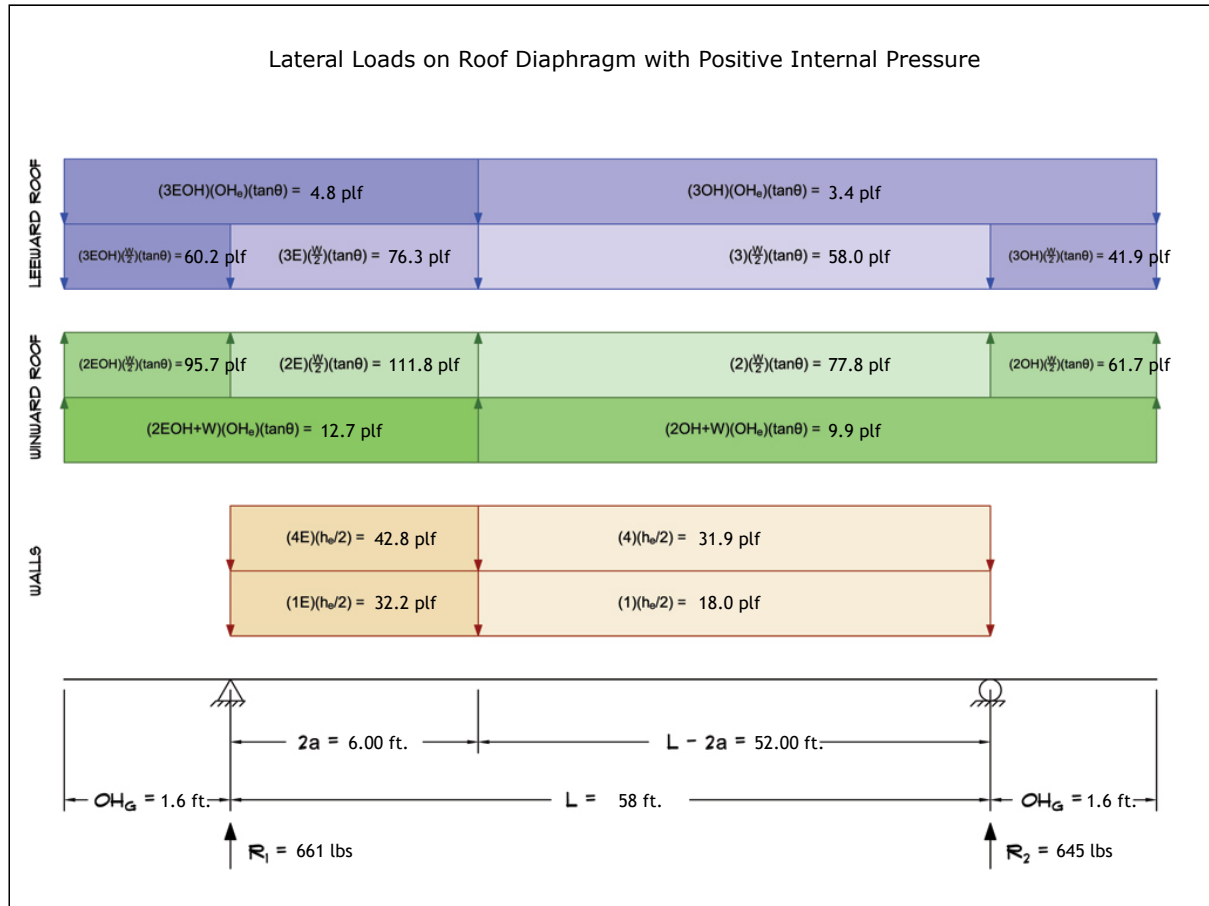 Lateral Loads on Roof Diaphragm with Positive Internal Pressure
LEEWARD ROOF
(3EOH)(OHₑ)(tanθ) = 4.8 plf
(3OH)(OHₑ)(tanθ) = 3.4 plf
(3EOH)(W/2)(tanθ) = 60.2 plf
(3E)(W/2)(tanθ) = 76.3 plf
(3)(W/2)(tanθ) = 58.0 plf
(3OH)(W/2)(tanθ) = 41.9 plf
WINWARD ROOF
(2EOH)(W/2)(tanθ) = 95.7 plf
(2E)(W/2)(tanθ) = 111.8 plf
(2)(W/2)(tanθ) = 77.8 plf
(2OH)(W/2)(tanθ) = 61.7 plf
(2EOH+W)(OHₑ)(tanθ) = 12.7 plf
(2OH+W)(OHₑ)(tanθ) = 9.9 plf
WALLS
(4E)(hₑ/2) = 42.8 plf
(4)(hₑ/2) = 31.9 plf
(1E)(hₑ/2) = 32.2 plf
(1)(hₑ/2) = 18.0 plf
2a = 6.00 ft.
L - 2a = 52.00 ft.
OH_G = 1.6 ft.
L = 58 ft.
OH_G = 1.6 ft.
R₁ = 661 lbs
R₂ = 645 lbs